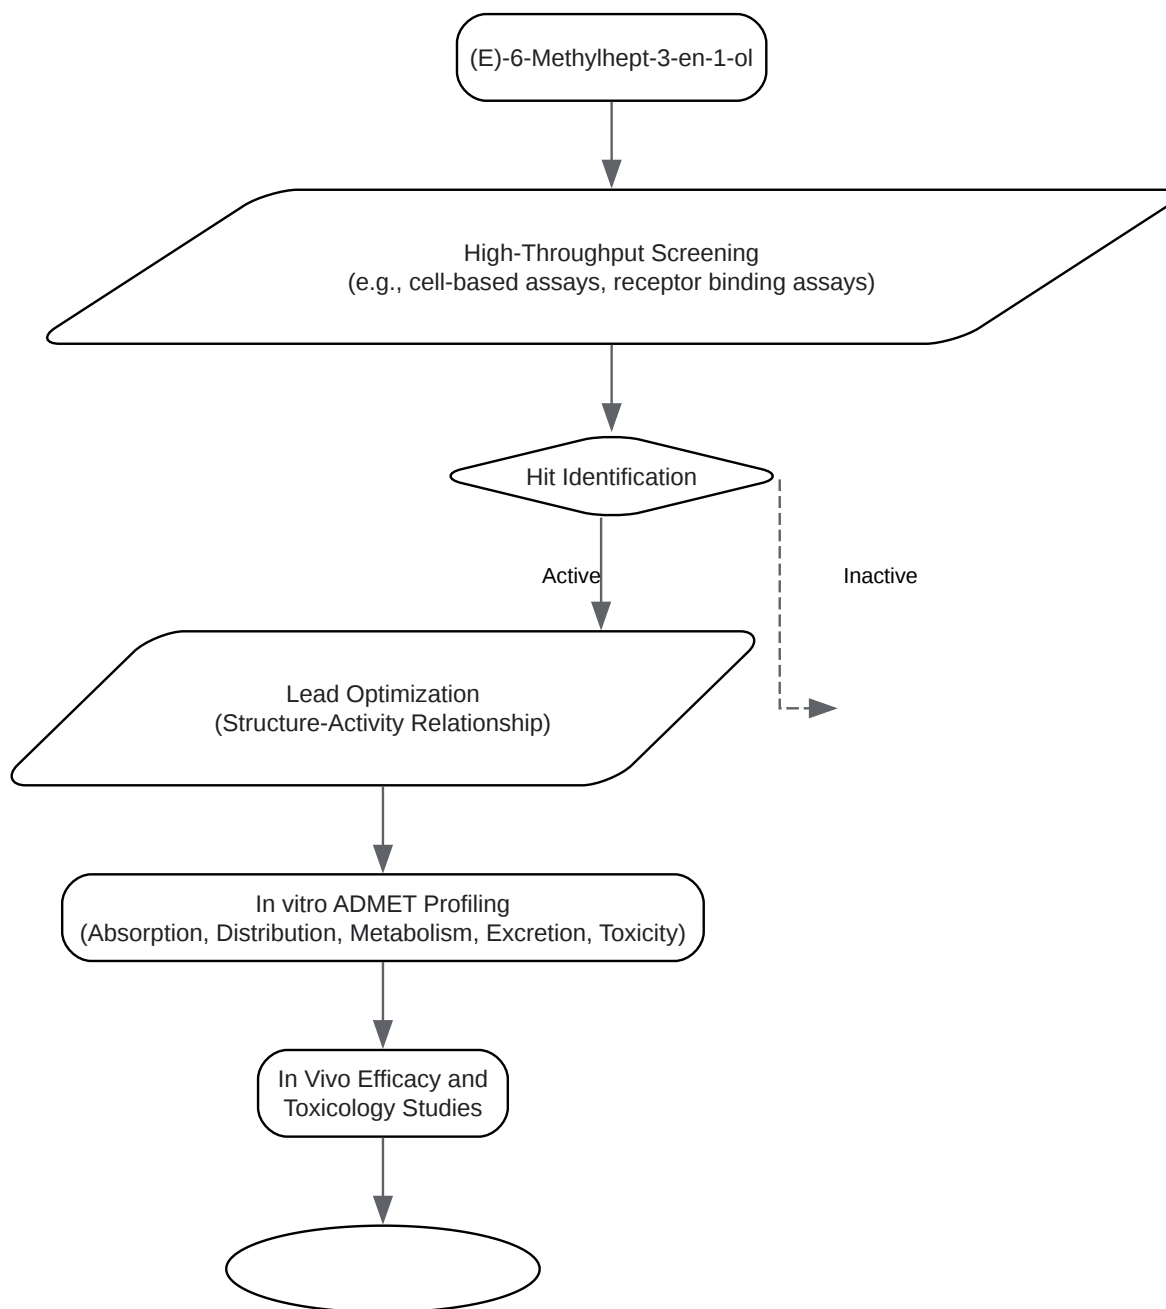 (E)-6-Methylhept-3-en-1-ol
High-Throughput Screening
(e.g., cell-based assays, receptor binding assays)
Hit Identification
Active
Inactive
Lead Optimization
(Structure-Activity Relationship)
In vitro ADMET Profiling
(Absorption, Distribution, Metabolism, Excretion, Toxicity)
In Vivo Efficacy and
Toxicology Studies